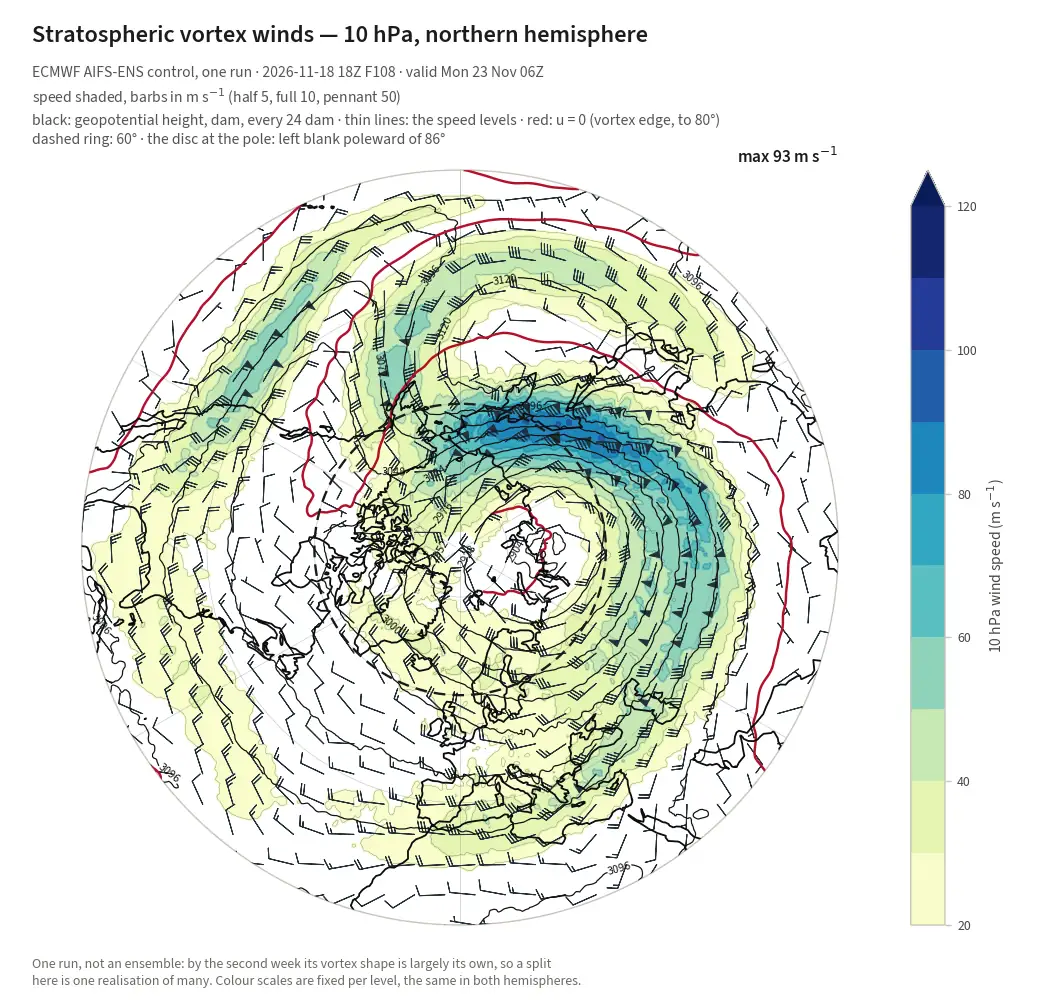 Stratospheric vortex winds — 10 hPa, northern hemisphere
ECMWF AIFS-ENS control, one run · 2026-11-18 18Z F108 · valid Mon 23 Nov 06Z
speed shaded, barbs in m s⁻¹ (half 5, full 10, pennant 50)
black: geopotential height, dam, every 24 dam · thin lines: the speed levels · red: u = 0 (vortex edge, to 80°)
dashed ring: 60° · the disc at the pole: left blank poleward of 86°
max 93 m s⁻¹
120
100
80
60
40
20
10 hPa wind speed (m s⁻¹)
3096
3096
3120
3120
3072
3048
3000
3096
3096
3096
One run, not an ensemble: by the second week its vortex shape is largely its own, so a split
here is one realisation of many. Colour scales are fixed per level, the same in both hemispheres.